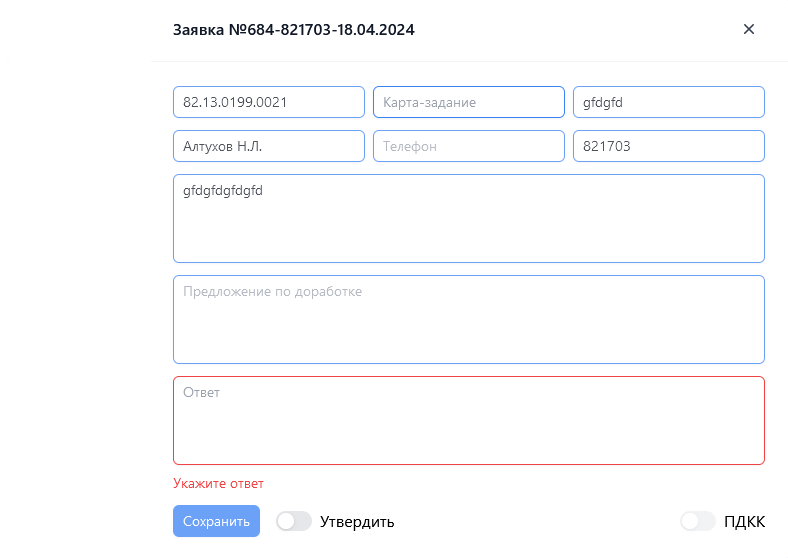 Заявка №684-821703-18.04.2024
82.13.0199.0021 Карта-задание gfdgfd
Алтухов Н.Л. Телефон 821703
gfdgfdgfdgfd
Предложение по доработке
Ответ
Укажите ответ
Сохранить Утвердить ПДКК